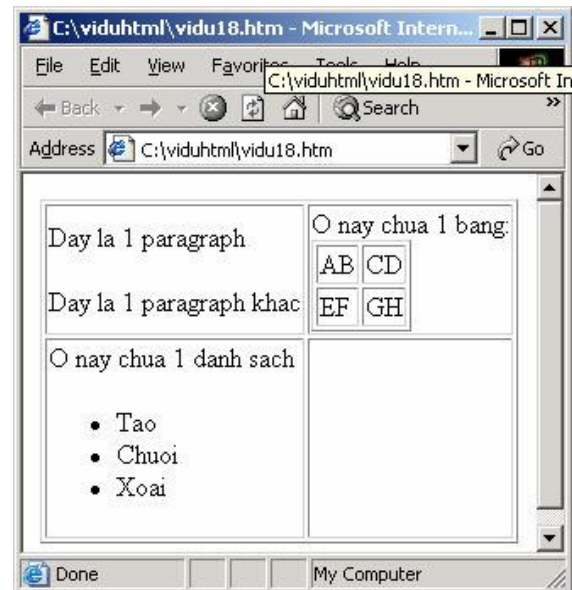 C:\viduhtml\vidu18.htm - Microsoft Intern...
File Edit View Favorites Tools Help
C:\viduhtml\vidu18.htm - Microsoft In
Back Search »
Address C:\viduhtml\vidu18.htm Go
Day la 1 paragraph
Day la 1 paragraph khac
O nay chua 1 bang:
AB CD
EF GH
O nay chua 1 danh sach
• Tao
• Chuoi
• Xoai
Done My Computer